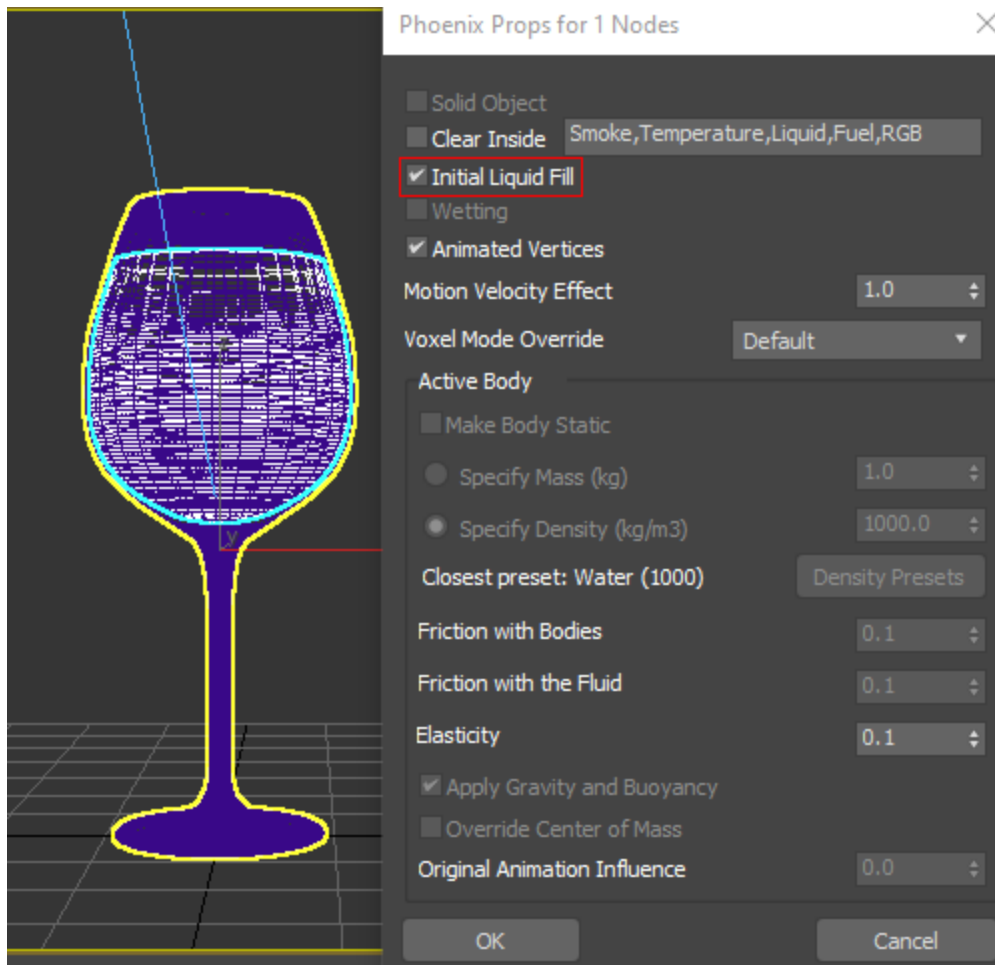 Phoenix Props for 1 Nodes
Solid Object
Clear Inside Smoke,Temperature,Liquid,Fuel,RGB
Initial Liquid Fill
Wetting
Animated Vertices
Motion Velocity Effect 1.0
Voxel Mode Override Default
Active Body
Make Body Static
Specify Mass (kg) 1.0
Specify Density (kg/m3) 1000.0
Closest preset: Water (1000) Density Presets
y
Friction with Bodies 0.1
Friction with the Fluid 0.1
Elasticity 0.1
Apply Gravity and Buoyancy
Override Center of Mass
Original Animation Influence 0.0
OK Cancel